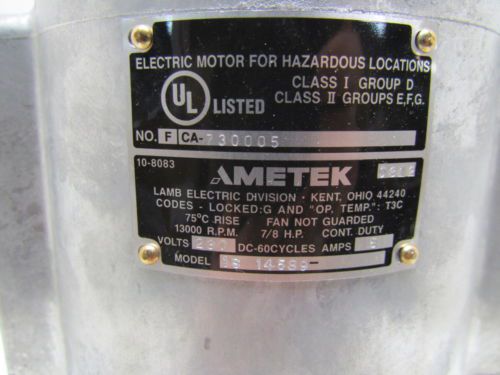 ELECTRIC MOTOR FOR HAZARDOUS LOCATIONS
CLASS I GROUP D
CLASS II GROUPS E,F,G.
UL LISTED
NO. F CA-730005
10-8083
AMETEK
LAMB ELECTRIC DIVISION - KENT, OHIO 44240
CODES - LOCKED:G AND "OP. TEMP.": T3C
75°C RISE FAN NOT GUARDED
13000 R.P.M. 7/8 H.P. CONT. DUTY
VOLTS DC-60CYCLES AMPS
MODEL